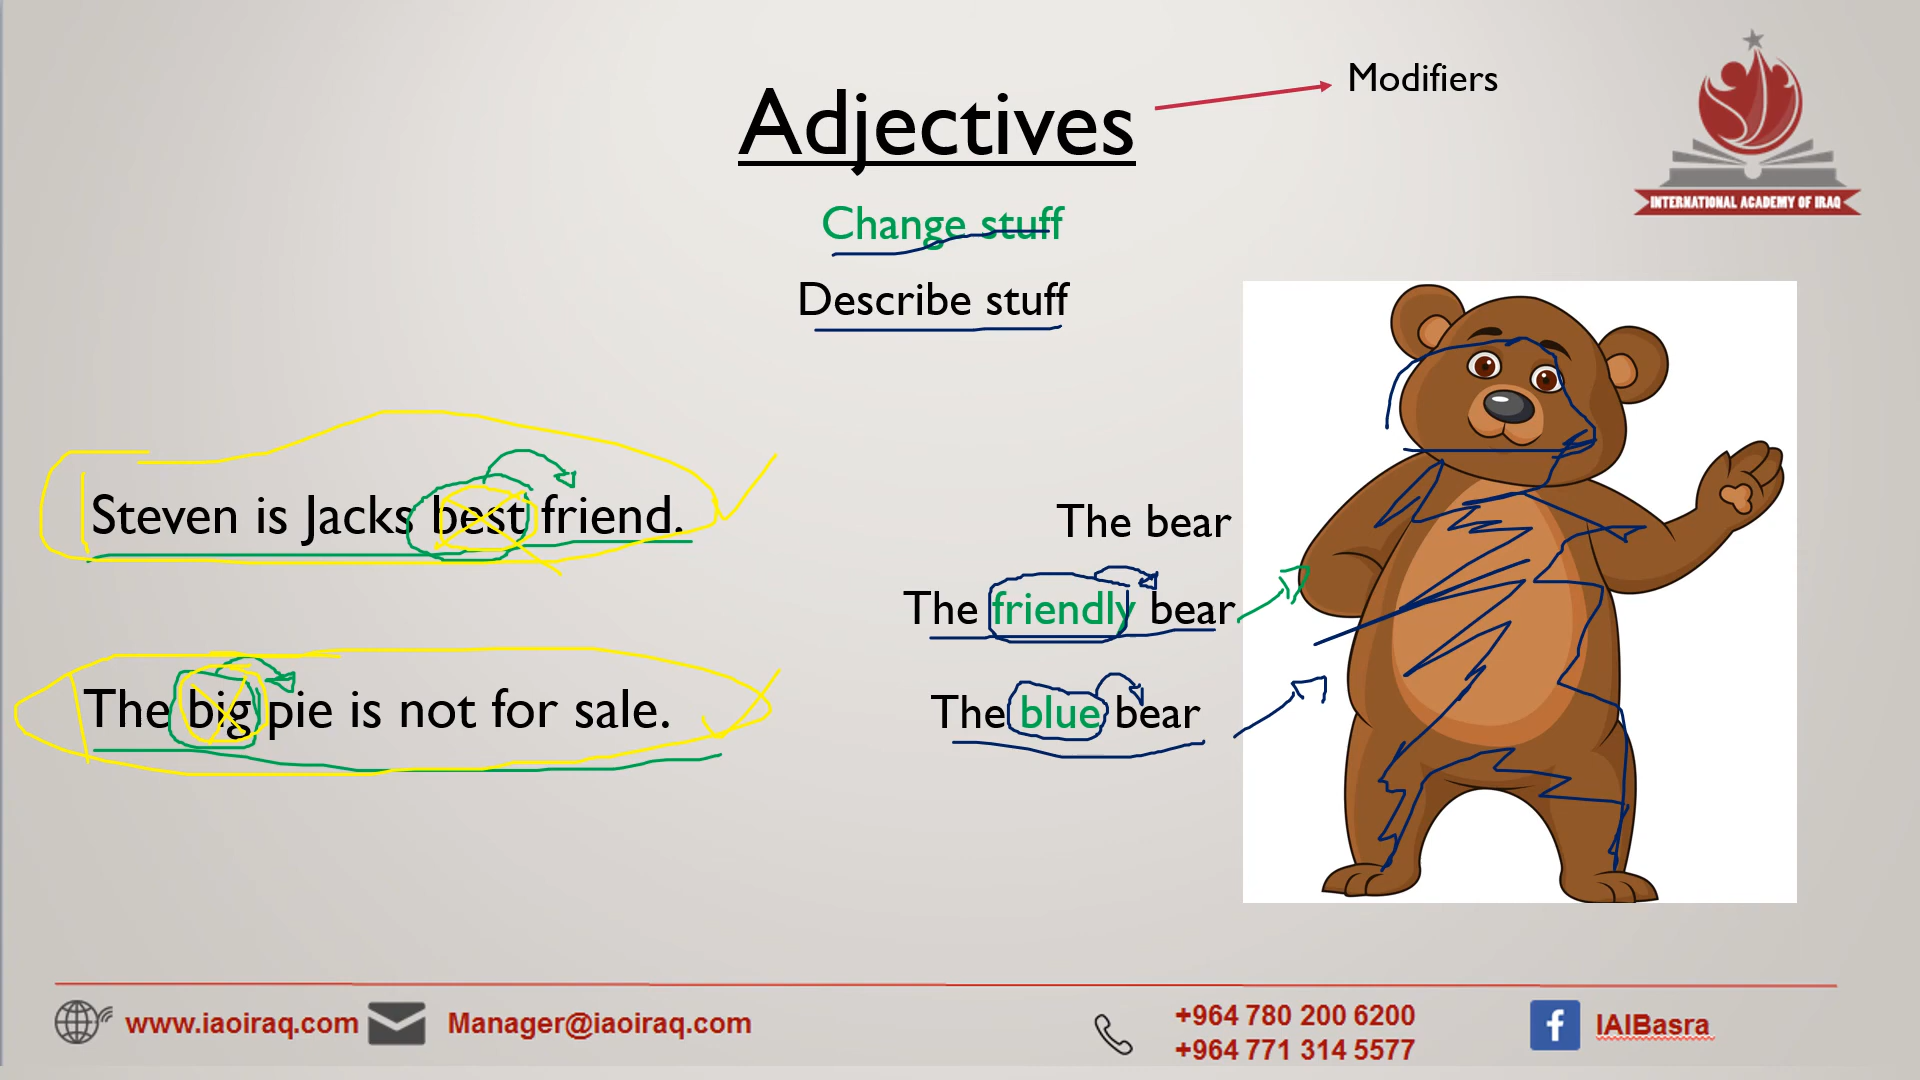 Adjectives
Modifiers
INTERNATIONAL ACADEMY OF IRAQ
Change stuff
Describe stuff
Steven is Jacks best friend.
The big pie is not for sale.
The bear
The friendly bear
The blue bear
www.iaoiraq.com
Manager@iaoiraq.com
+964 780 200 6200
+964 771 314 5577
f
IAIBasra